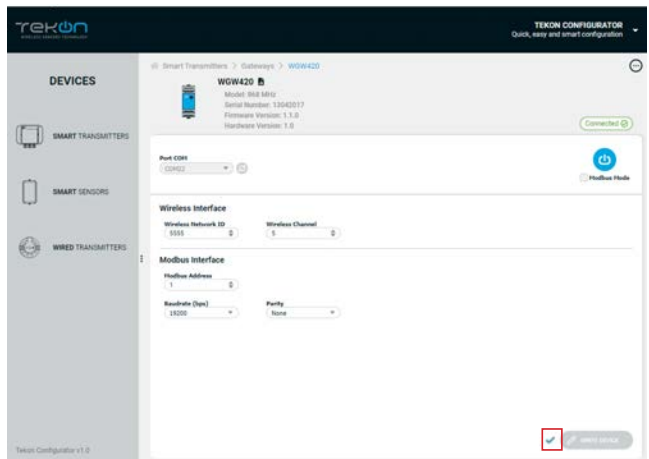 TEKON
WIRELESS SENSORS TECHNOLOGY
TEKON CONFIGURATOR
Quick, easy and smart configuration
DEVICES
SMART TRANSMITTERS
SMART SENSORS
WIRED TRANSMITTERS
Tekon Configurator v1.0
Smart Transmitters > Gateways > WGW420
WGW420
Model: 868 MHz
Serial Number: 13042017
Firmware Version: 1.1.0
Hardware Version: 1.0
Connected
Port COM
COM22
Modbus Mode
Wireless Interface
Wireless Network ID
Wireless Channel
5555
5
Modbus Interface
Modbus Address
1
Baudrate (bps)
Parity
19200
None
WRITE DEVICE